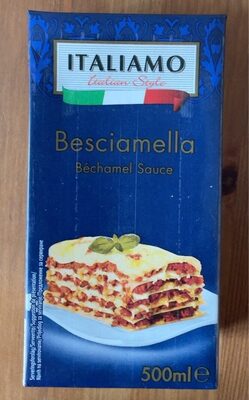 ITALIAMO
Italian Style
Besciamella
Béchamel Sauce
500ml e